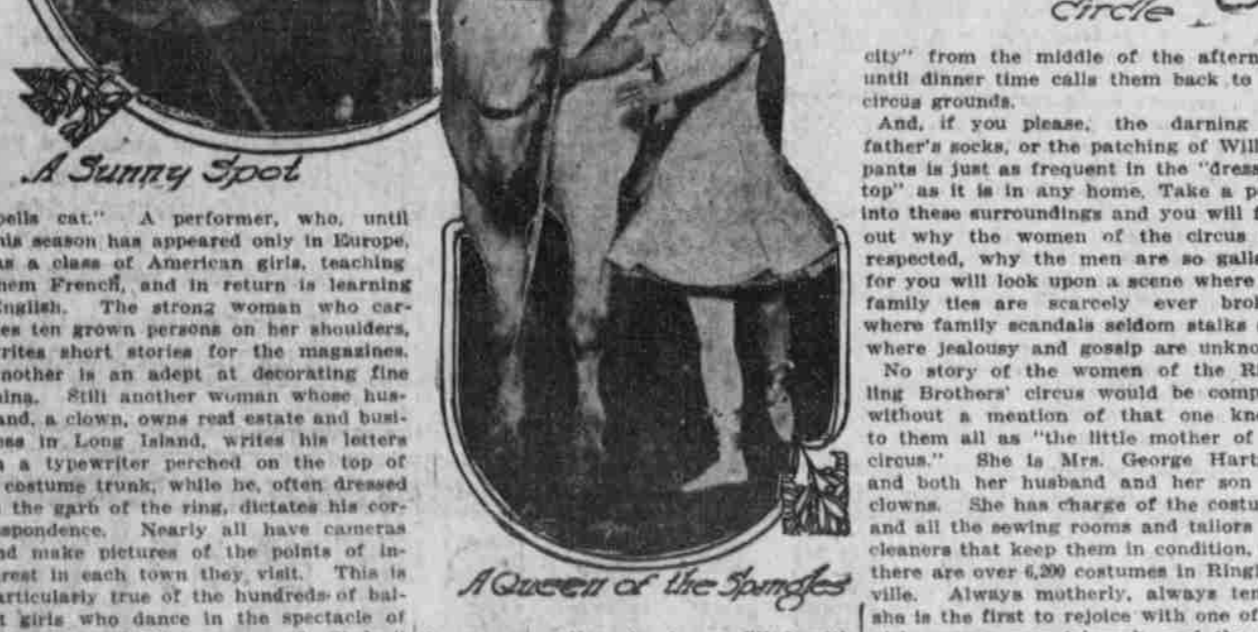 Circle
A Sunny Spot
bells cat." A performer, who, until
his season has appeared only in Europe,
as a class of American girls, teaching
hem French, and in return is learning
English. The strong woman who car-
ies ten grown persons on her shoulders,
rites short stories for the magazines.
nother is an adept at decorating fine
hina. Still another woman whose hus-
and, a clown, owns real estate and busi-
ess in Long Island, writes his letters
n a typewriter perched on the top of
costume trunk, while he, often dressed
n the garb of the ring, dictates his cor-
espondence. Nearly all have cameras
nd make pictures of the points of in-
erest in each town they visit. This is
articularly true of the hundreds of bal-
et girls who dance in the spectacle of
A Queen of the Spangles
city" from the middle of the aftern
until dinner time calls them back to
circus grounds.
And, if you please, the darning
father's socks, or the patching of Will
pants is just as frequent in the "dress
top" as it is in any home. Take a p
into these surroundings and you will
out why the women of the circus
respected, why the men are so galla
for you will look upon a scene where
family ties are scarcely ever bro
where family scandals seldom stalks
where jealousy and gossip are unkno
No story of the women of the Ri
ling Brothers' circus would be comp
without a mention of that one kn
to them all as "the little mother of
circus." She is Mrs. George Hart
and both her husband and her son
clowns. She has charge of the costu
and all the sewing rooms and tailors
cleaners that keep them in condition,
there are over 6,200 costumes in Ringl
ville. Always motherly, always ten
she is the first to rejoice with one of